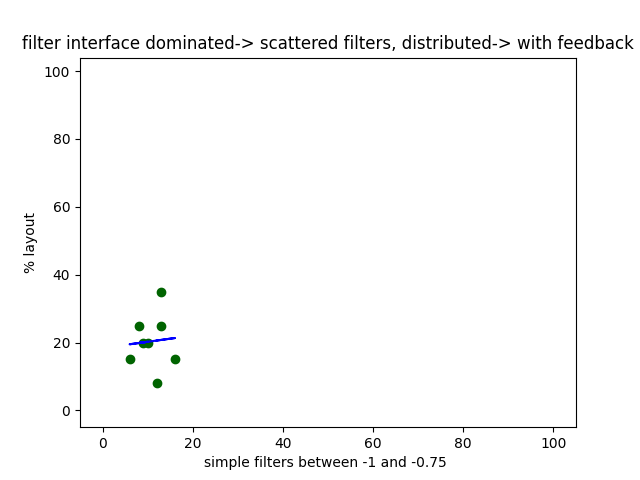 filter interface dominated-> scattered filters, distributed-> with feedback
100
80
60
40
20
0
% layout
0 20 40 60 80 100
simple filters between -1 and -0.75